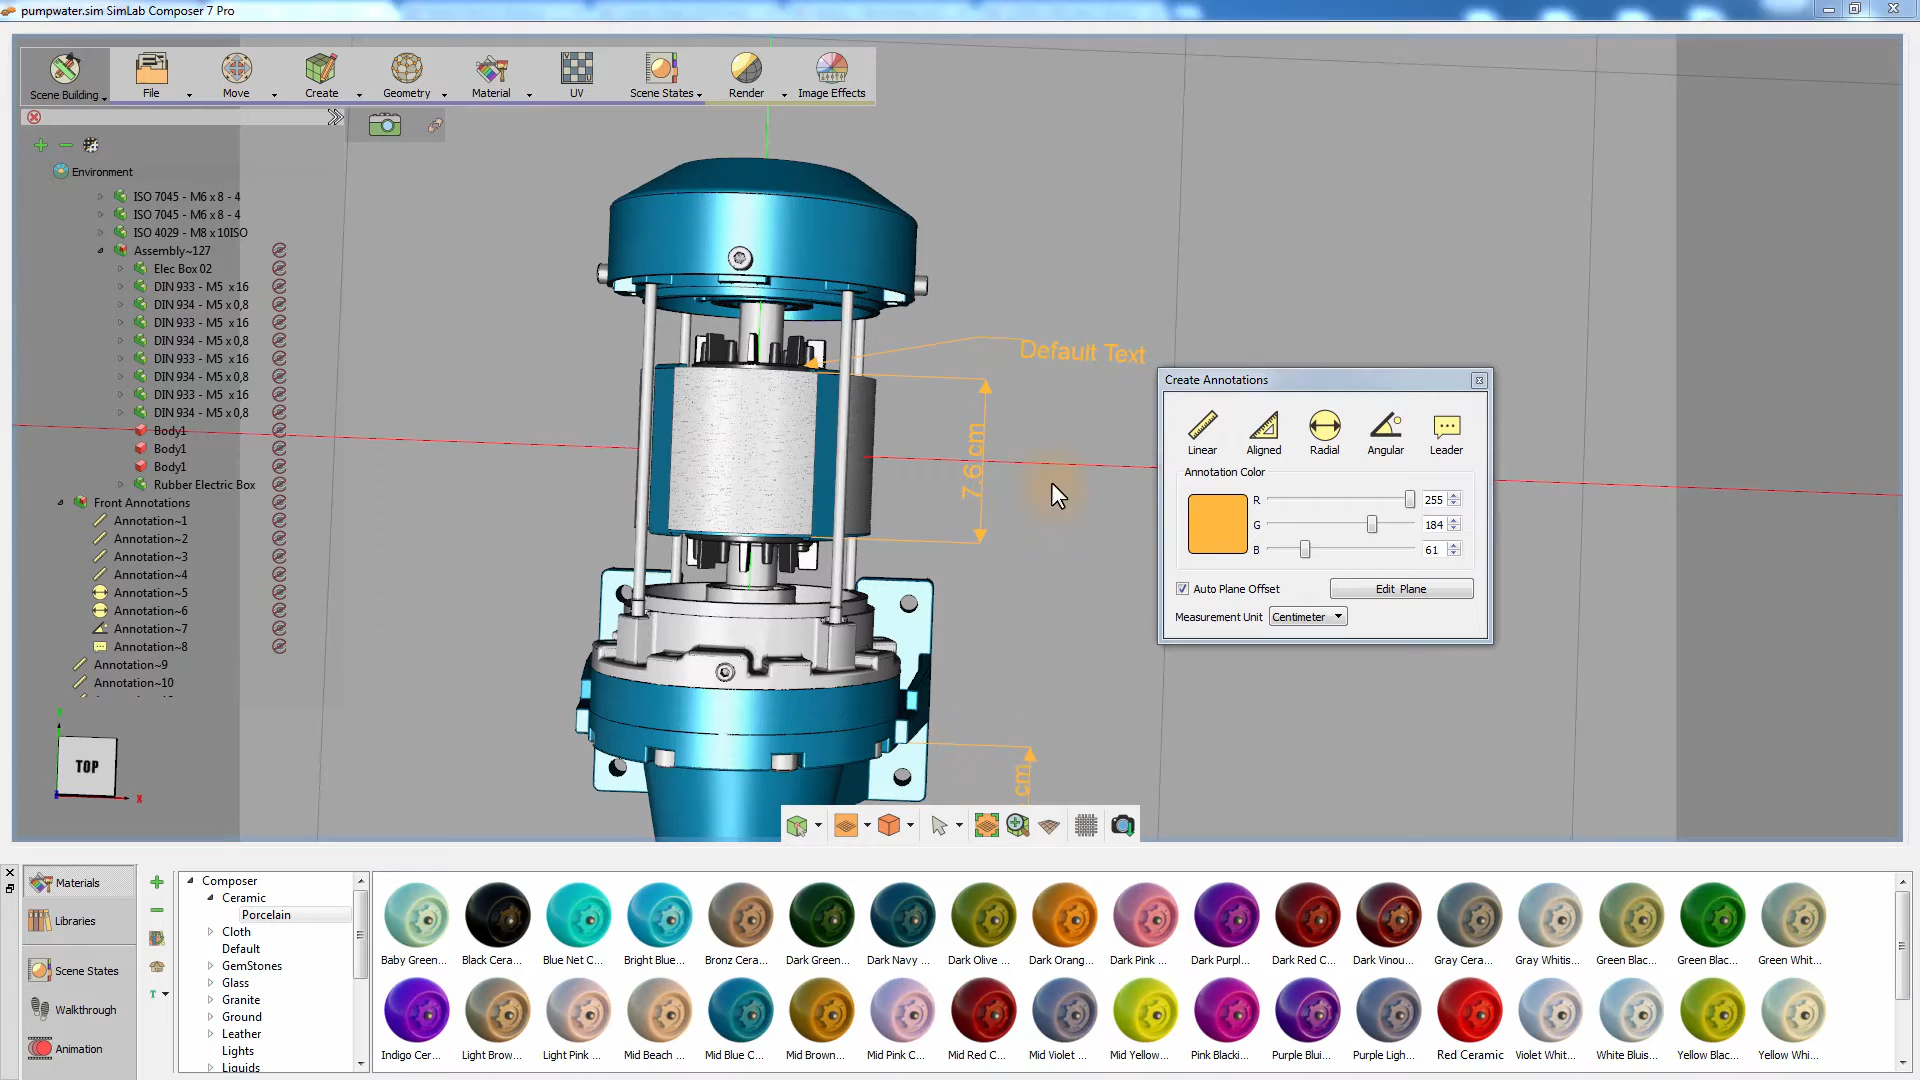 pumpwater.sim SimLab Composer 7 Pro
Scene Building
File
Move
Create
Geometry
Material
UV
Scene States
Render
Image Effects
Environment
ISO 7045 - M6 x 8 - 4
ISO 7045 - M6 x 8 - 4
ISO 4029 - M8 x 10ISO
Assembly~127
Elec Box 02
DIN 933 - M5 x 16
DIN 934 - M5 x 0,8
DIN 933 - M5 x 16
DIN 934 - M5 x 0,8
DIN 933 - M5 x 16
DIN 934 - M5 x 0,8
DIN 933 - M5 x 16
DIN 934 - M5 x 0,8
Body1
Body1
Body1
Rubber Electric Box
Front Annotations
Annotation~1
Annotation~2
Annotation~3
Annotation~4
Annotation~5
Annotation~6
Annotation~7
Annotation~8
Annotation~9
Annotation~10
TOP
X
Default Text
7.6 cm
cm
Create Annotations
Linear
Aligned
Radial
Angular
Leader
Annotation Color
R 255
G 184
B 61
Auto Plane Offset
Edit Plane
Measurement Unit
Centimeter
Materials
Libraries
Scene States
Walkthrough
Animation
T
Composer
Ceramic
Porcelain
Cloth
Default
GemStones
Glass
Granite
Ground
Leather
Lights
Liquids
Baby Green...
Black Cera...
Blue Net C...
Bright Blue...
Bronz Cera...
Dark Green...
Dark Navy ...
Dark Olive ...
Dark Orang...
Dark Pink ...
Dark Purpl...
Dark Red C...
Dark Vinou...
Gray Cera...
Gray Whitis...
Green Blac...
Green Blac...
Green Whit...
Indigo Cer...
Light Brow...
Light Pink ...
Mid Beach ...
Mid Blue C...
Mid Brown...
Mid Pink C...
Mid Red C...
Mid Violet ...
Mid Yellow...
Pink Blacki...
Purple Blui...
Purple Ligh...
Red Ceramic
Violet Whit...
White Bluis...
Yellow Blac...
Yellow Whi...